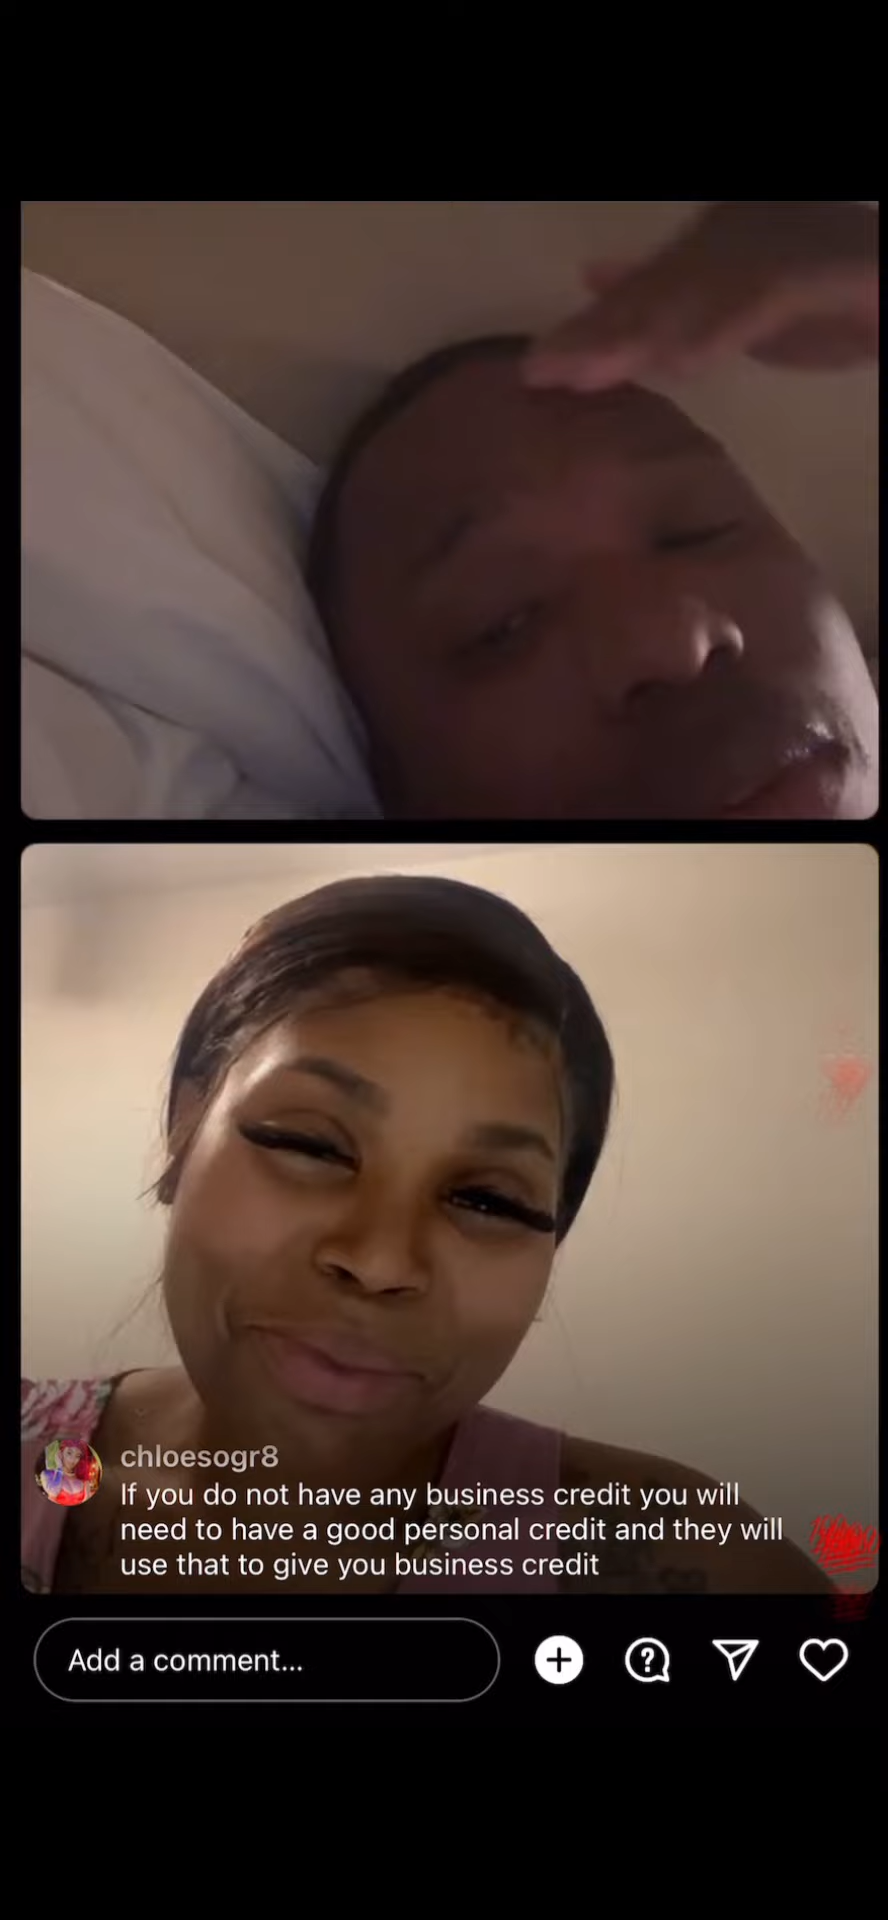 chloesogr8
If you do not have any business credit you will
need to have a good personal credit and they will
use that to give you business credit
Add a comment...